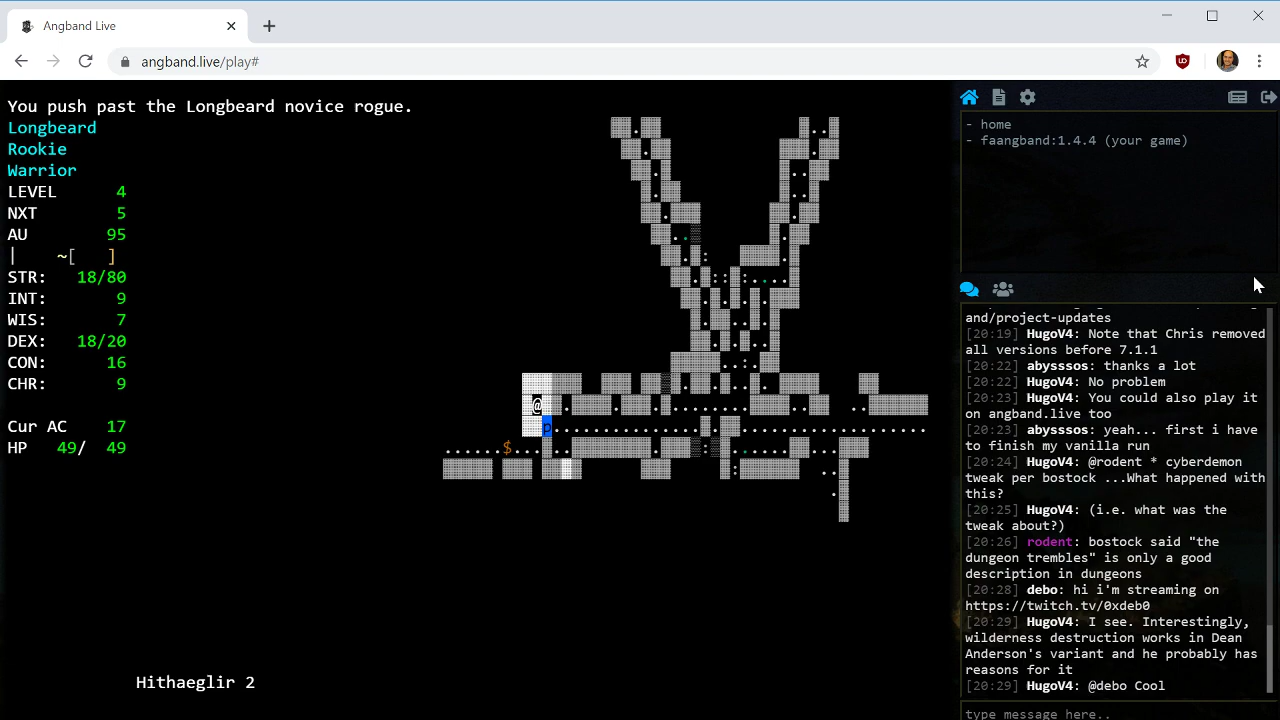 Angband Live
angband.live/play#
You push past the Longbeard novice rogue.
Longbeard
Rookie
Warrior
LEVEL 4
NXT 5
AU 95
| ~[ ]
STR: 18/80
INT: 9
WIS: 7
DEX: 18/20
CON: 16
CHR: 9
Cur AC 17
HP 49/ 49
@
p
$
Hithaeglir 2
- home
- faangband:1.4.4 (your game)
and/project-updates
[20:19] HugoV4: Note that Chris removed
all versions before 7.1.1
[20:22] abysssos: thanks a lot
[20:22] HugoV4: No problem
[20:23] HugoV4: You could also play it
on angband.live too
[20:23] abysssos: yeah... first i have
to finish my vanilla run
[20:24] HugoV4: @rodent * cyberdemon
tweak per bostock ...What happened with
this?
[20:25] HugoV4: (i.e. what was the
tweak about?)
[20:26] rodent: bostock said "the
dungeon trembles" is only a good
description in dungeons
[20:28] debo: hi i'm streaming on
https://twitch.tv/0xdeb0
[20:29] HugoV4: I see. Interestingly,
wilderness destruction works in Dean
Anderson's variant and he probably has
reasons for it
[20:29] HugoV4: @debo Cool
type message here..